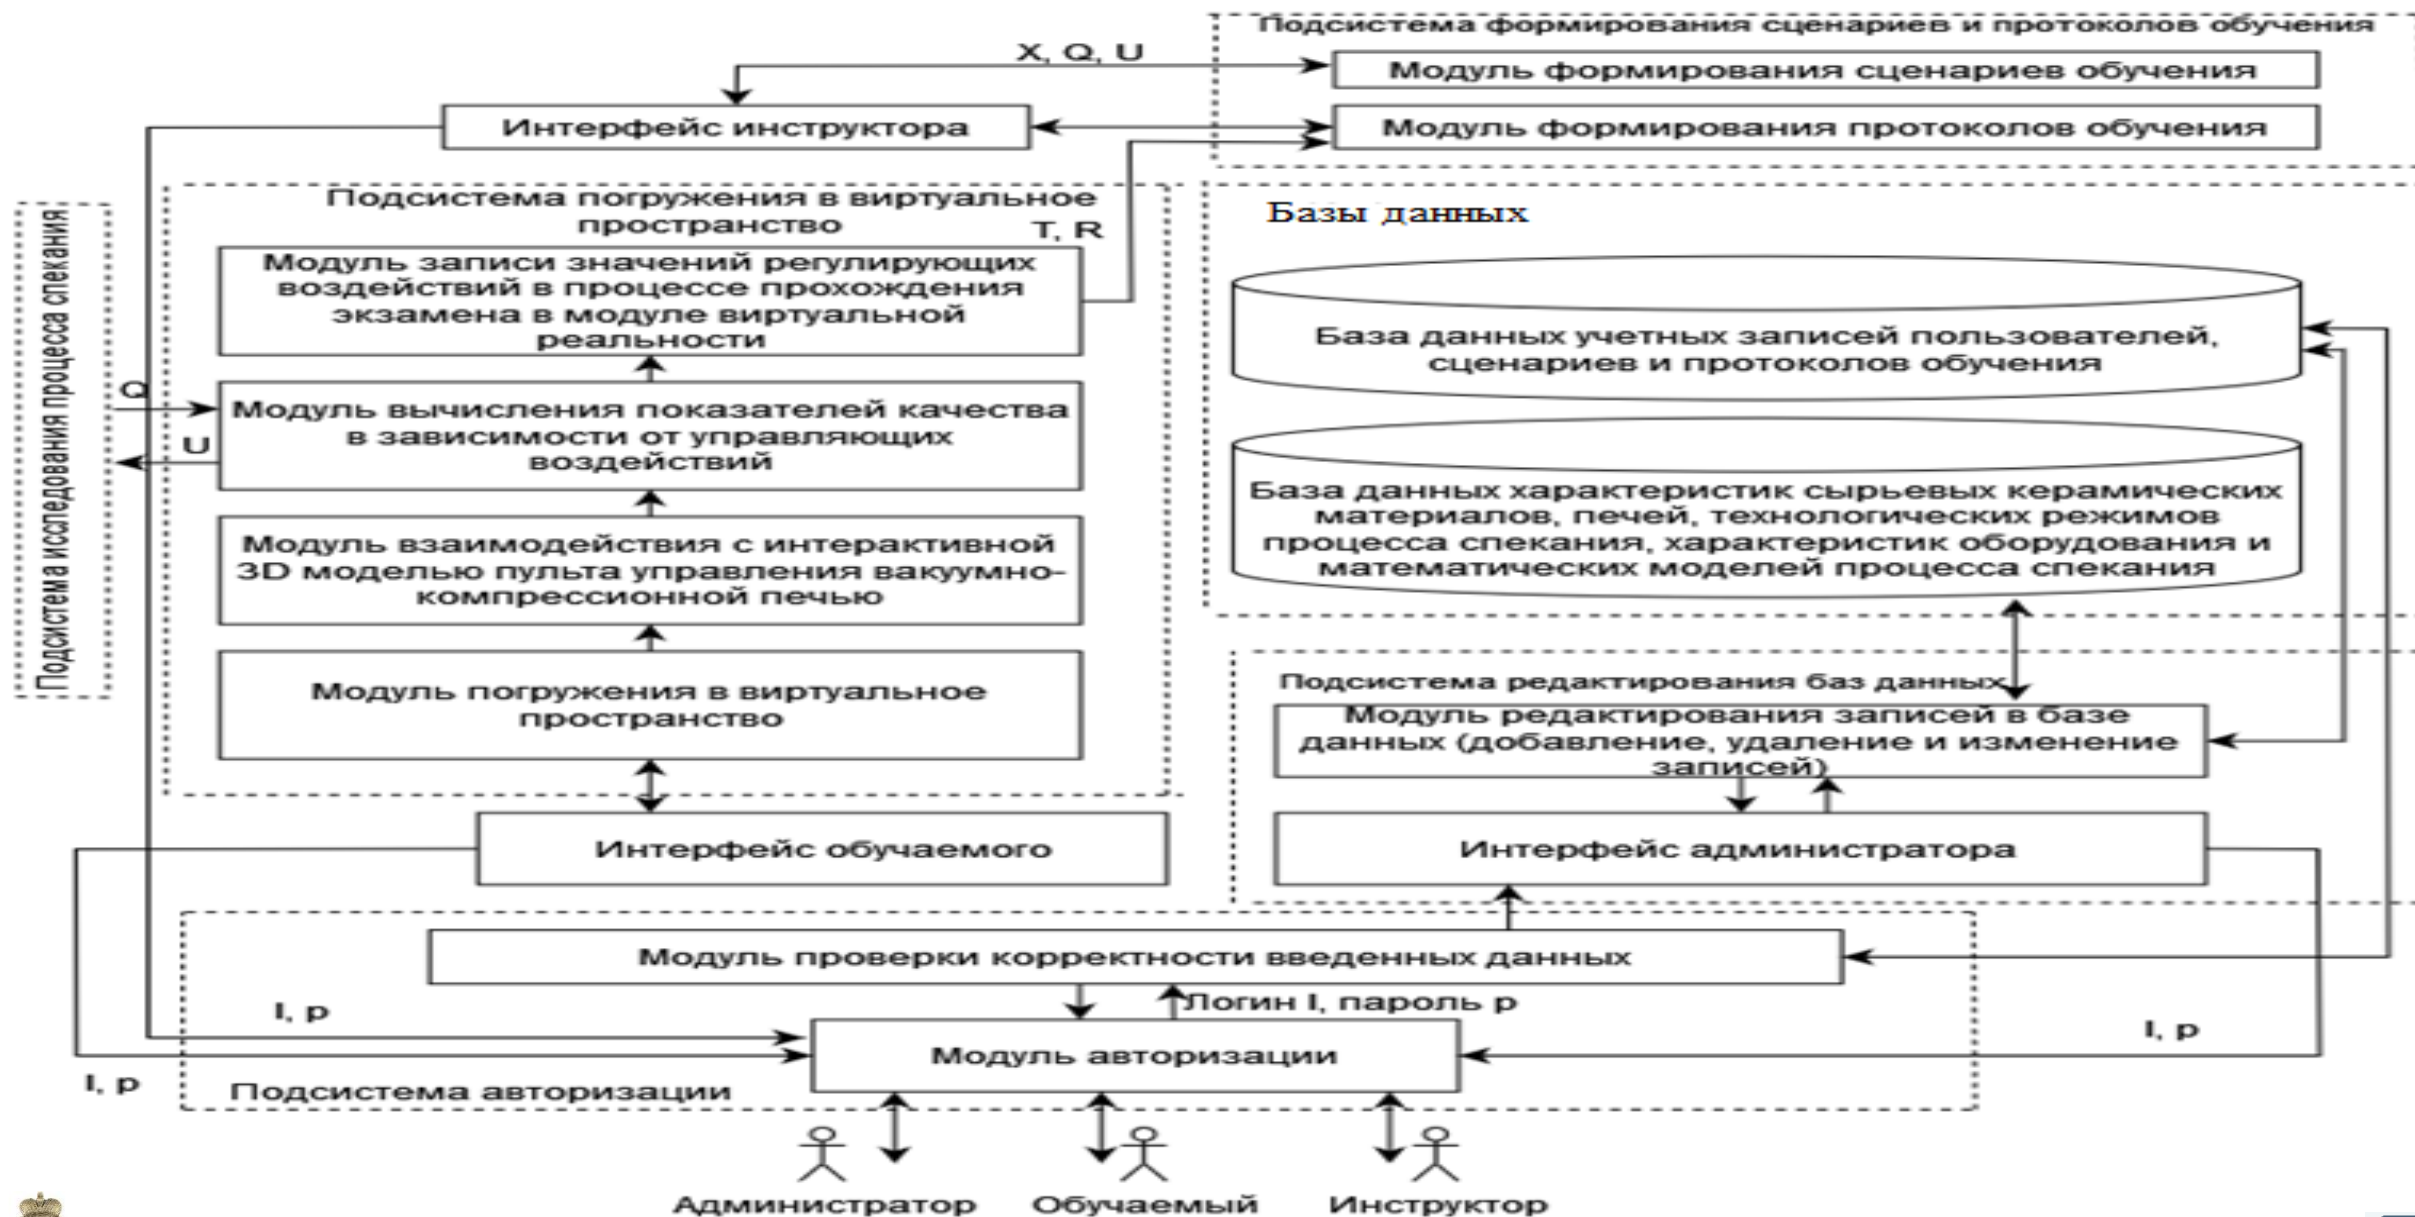 Подсистема формирования сценариев и протоколов обучения
X, Q, U
Модуль формирования сценариев обучения
Интерфейс инструктора
Модуль формирования протоколов обучения
Подсистема исследования процесса спекания
Подсистема погружения в виртуальное
пространство
T, R
Модуль записи значений регулирующих
воздействий в процессе прохождения
экзамена в модуле виртуальной
реальности
Q
U
Модуль вычисления показателей качества
в зависимости от управляющих
воздействий
Модуль взаимодействия с интерактивной
3D моделью пульта управления вакуумно-
компрессионной печью
Модуль погружения в виртуальное
пространство
Интерфейс обучаемого
Базы данных
База данных учетных записей пользователей,
сценариев и протоколов обучения
База данных характеристик сырьевых керамических
материалов, печей, технологических режимов
процесса спекания, характеристик оборудования и
математических моделей процесса спекания
Подсистема редактирования баз данных
Модуль редактирования записей в базе
данных (добавление, удаление и изменение
записей)
Интерфейс администратора
Модуль проверки корректности введенных данных
l, p
Логин l, пароль p
l, p
Модуль авторизации
l, p
Подсистема авторизации
Администратор
Обучаемый
Инструктор